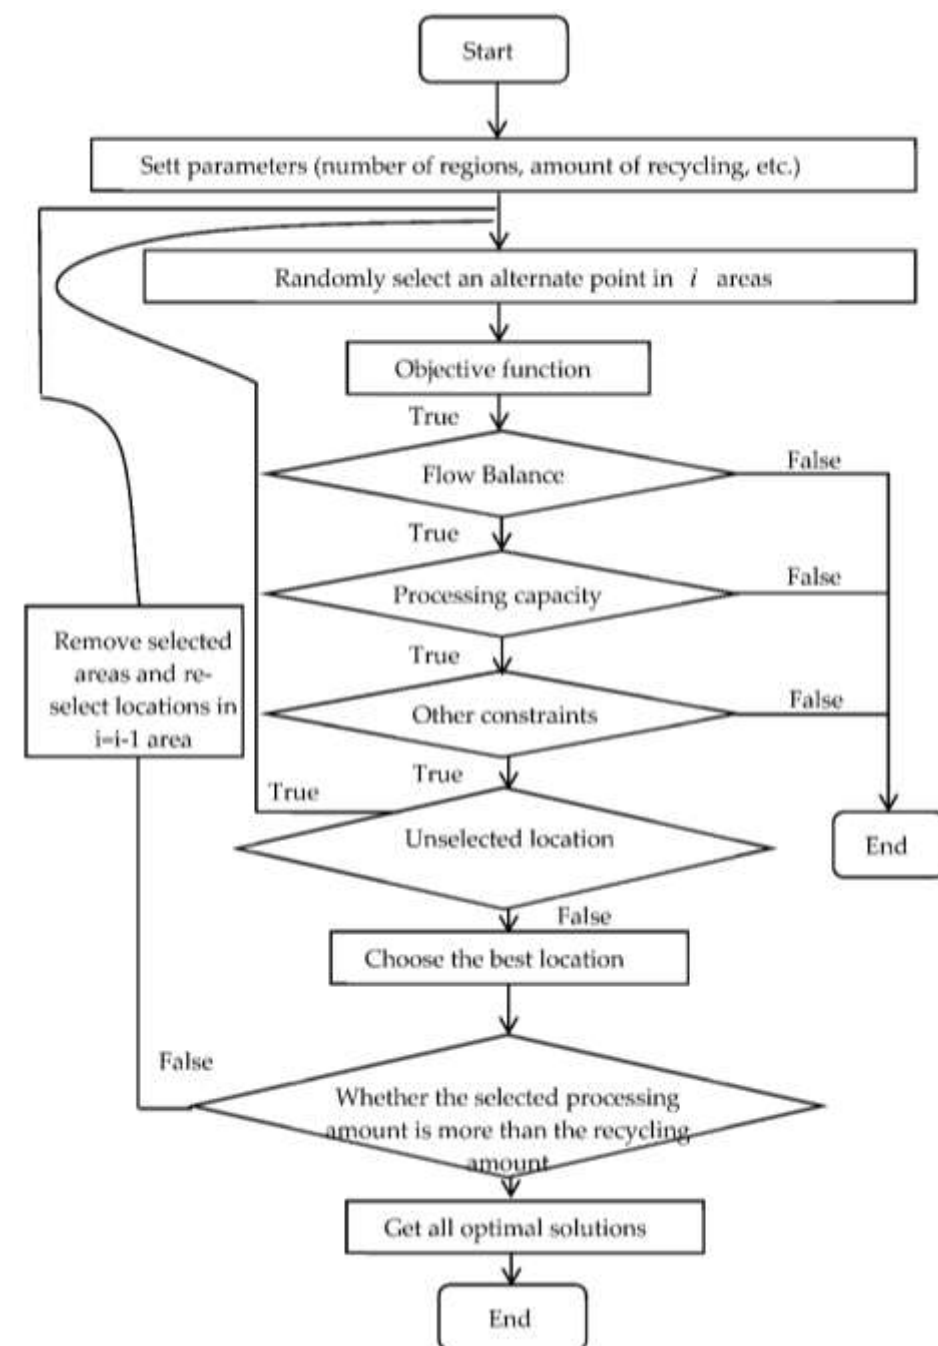 Start
Sett parameters (number of regions, amount of recycling, etc.)
Randomly select an alternate point in i areas
Objective function
True
Flow Balance
False
True
Processing capacity
False
True
Other constraints
False
True
True
Unselected location
End
False
Choose the best location
Remove selected
areas and re-
select locations in
i=i-1 area
False
Whether the selected processing
amount is more than the recycling
amount
Get all optimal solutions
End